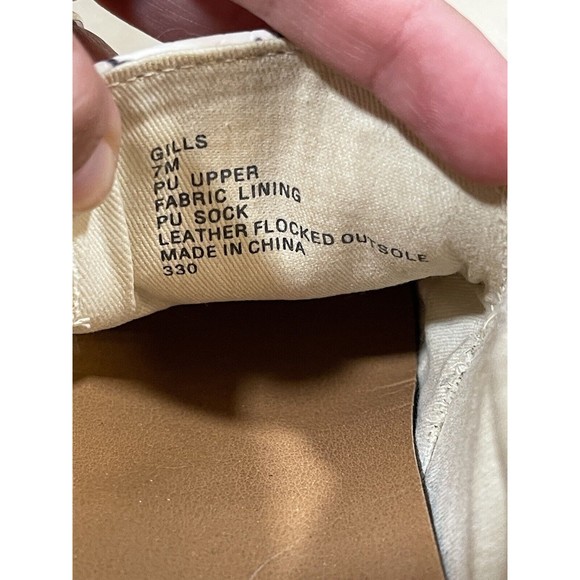 GILLS
7M
PU UPPER
FABRIC LINING
PU SOCK
LEATHER FLOCKED OUTSOLE
MADE IN CHINA
330